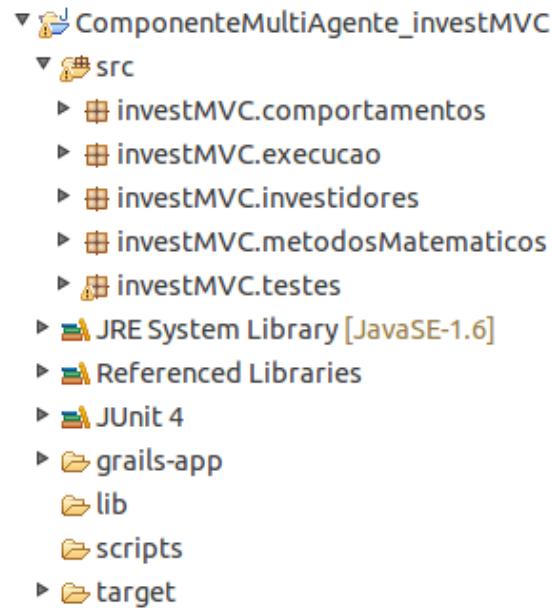 ComponenteMultiAgente_investMVC
src
investMVC.comportamentos
investMVC.execucao
investMVC.investidores
investMVC.metodosMatematicos
investMVC.testes
JRE System Library [JavaSE-1.6]
Referenced Libraries
JUnit 4
grails-app
lib
scripts
target